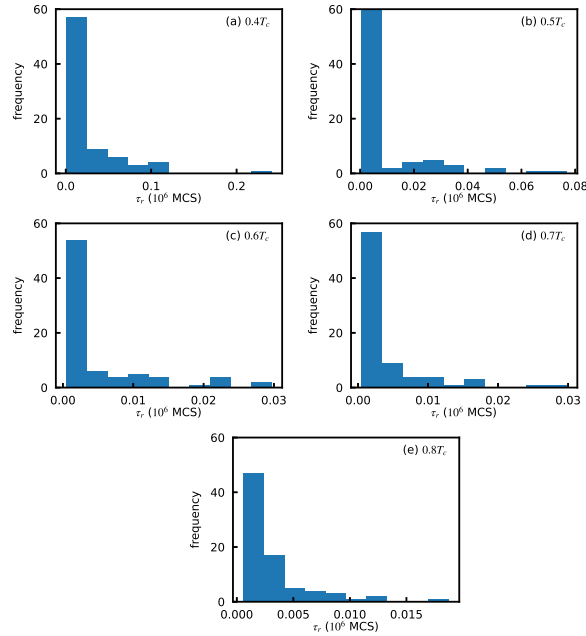 (a) 0.4T_c
60
40
20
0
frequency
0.0 0.1 0.2
τ_r (10^6 MCS)
(b) 0.5T_c
60
40
20
0
frequency
0.00 0.02 0.04 0.06 0.08
τ_r (10^6 MCS)
(c) 0.6T_c
60
40
20
0
frequency
0.00 0.01 0.02 0.03
τ_r (10^6 MCS)
(d) 0.7T_c
60
40
20
0
frequency
0.00 0.01 0.02 0.03
τ_r (10^6 MCS)
(e) 0.8T_c
60
40
20
0
frequency
0.000 0.005 0.010 0.015
τ_r (10^6 MCS)